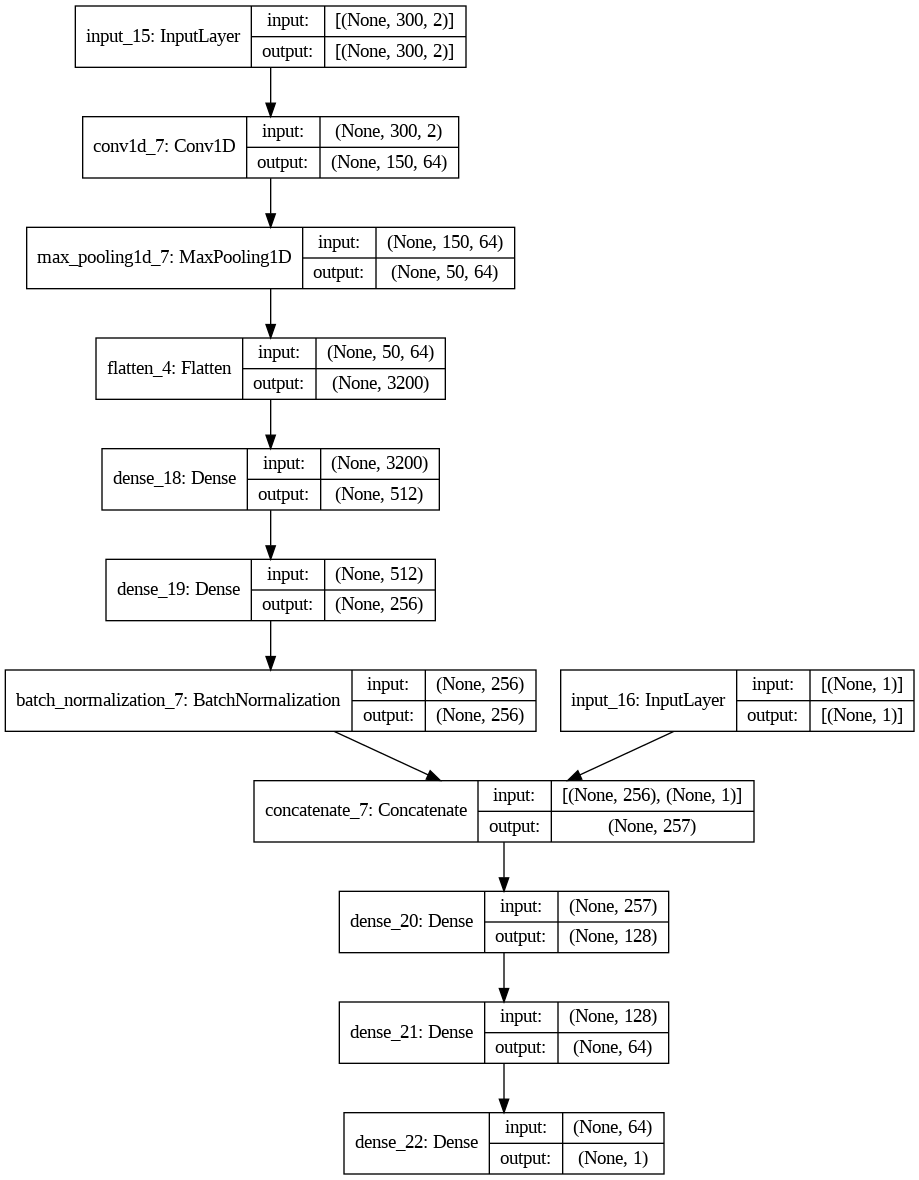 input_15: InputLayer
input: [(None, 300, 2)]
output: [(None, 300, 2)]
conv1d_7: Conv1D
input: (None, 300, 2)
output: (None, 150, 64)
max_pooling1d_7: MaxPooling1D
input: (None, 150, 64)
output: (None, 50, 64)
flatten_4: Flatten
input: (None, 50, 64)
output: (None, 3200)
dense_18: Dense
input: (None, 3200)
output: (None, 512)
dense_19: Dense
input: (None, 512)
output: (None, 256)
batch_normalization_7: BatchNormalization
input: (None, 256)
output: (None, 256)
input_16: InputLayer
input: [(None, 1)]
output: [(None, 1)]
concatenate_7: Concatenate
input: [(None, 256), (None, 1)]
output: (None, 257)
dense_20: Dense
input: (None, 257)
output: (None, 128)
dense_21: Dense
input: (None, 128)
output: (None, 64)
dense_22: Dense
input: (None, 64)
output: (None, 1)